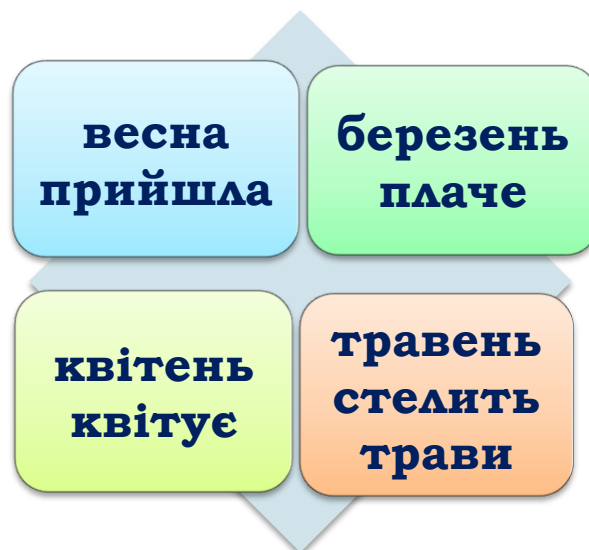 весна
прийшла
березень
плаче
квітень
квітує
травень
стелить
трави